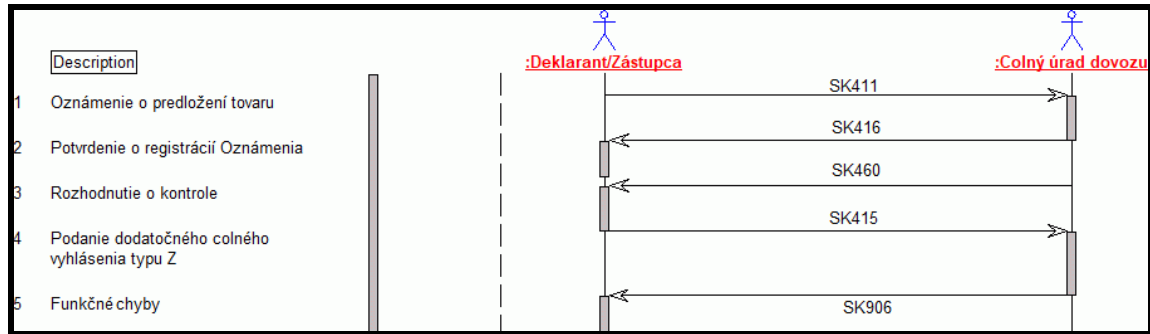 Description
:Deklarant/Zástupca
:Colný úrad dovozu
1 Oznámenie o predložení tovaru
SK411
SK416
2 Potvrdenie o registrácií Oznámenia
SK460
3 Rozhodnutie o kontrole
SK415
4 Podanie dodatočného colného
vyhlásenia typu Z
5 Funkčné chyby
SK906